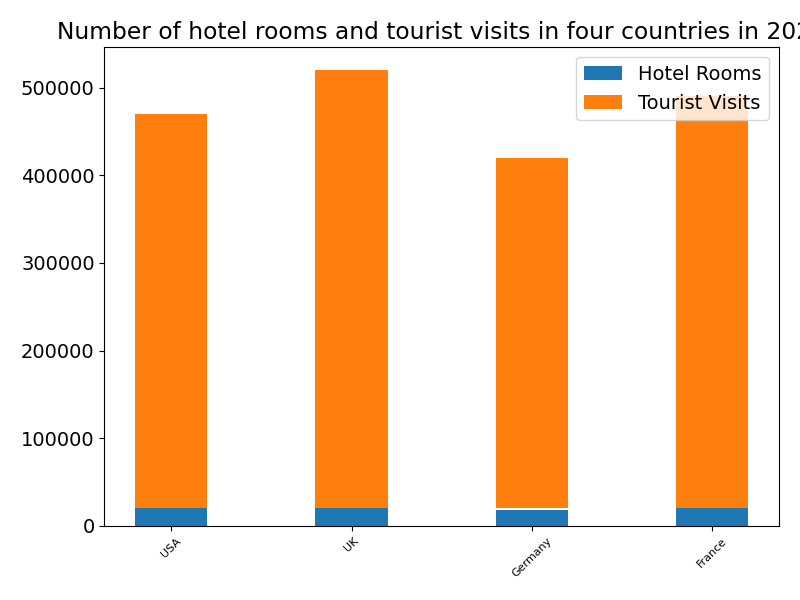 Number of hotel rooms and tourist visits in four countries in 202
Hotel Rooms
Tourist Visits
500000
400000
300000
200000
100000
0
USA
UK
Germany
France